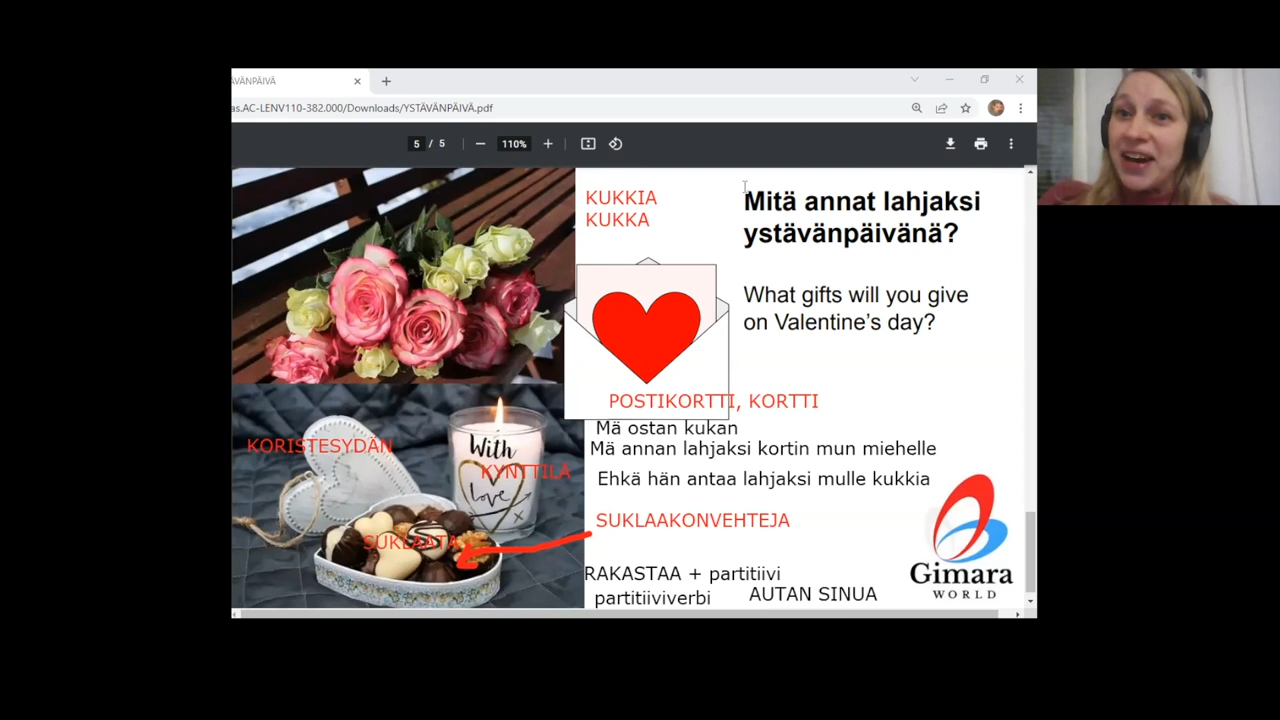 ÄVÄNPÄIVÄ
as.AC-LENV110-382.000/Downloads/YSTÄVÄNPÄIVÄ.pdf
5 / 5
110%
KUKKIA
KUKKA
Mitä annat lahjaksi
ystävänpäivänä?
What gifts will you give
on Valentine's day?
POSTIKORTTI, KORTTI
Mä ostan kukan
Mä annan lahjaksi kortin mun miehelle
Ehkä hän antaa lahjaksi mulle kukkia
KORISTESYDÄN
With
KYNTTILÄ
love
SUKLAAKONVEHTEJA
SUKLAATA
RAKASTAA + partitiivi
partitiiviverbi
AUTAN SINUA
Gimara
WORLD